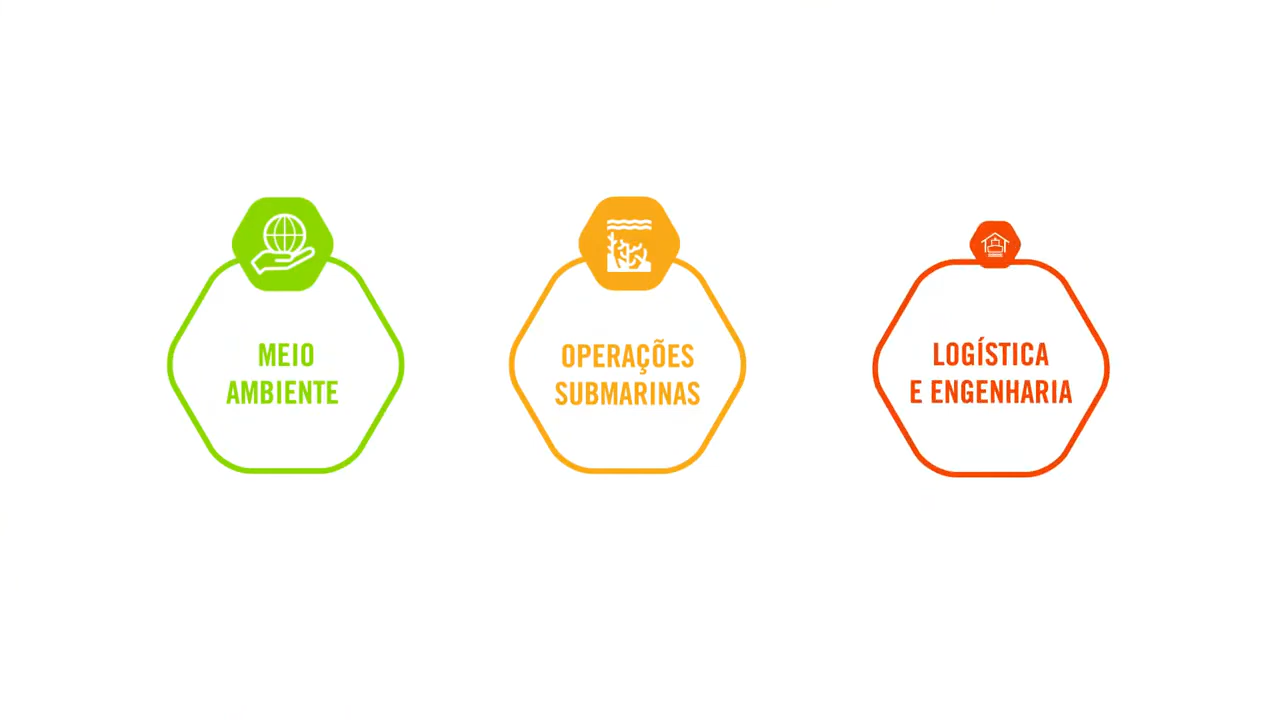 MEIO
AMBIENTE
OPERAÇÕES
SUBMARINAS
LOGÍSTICA
E ENGENHARIA